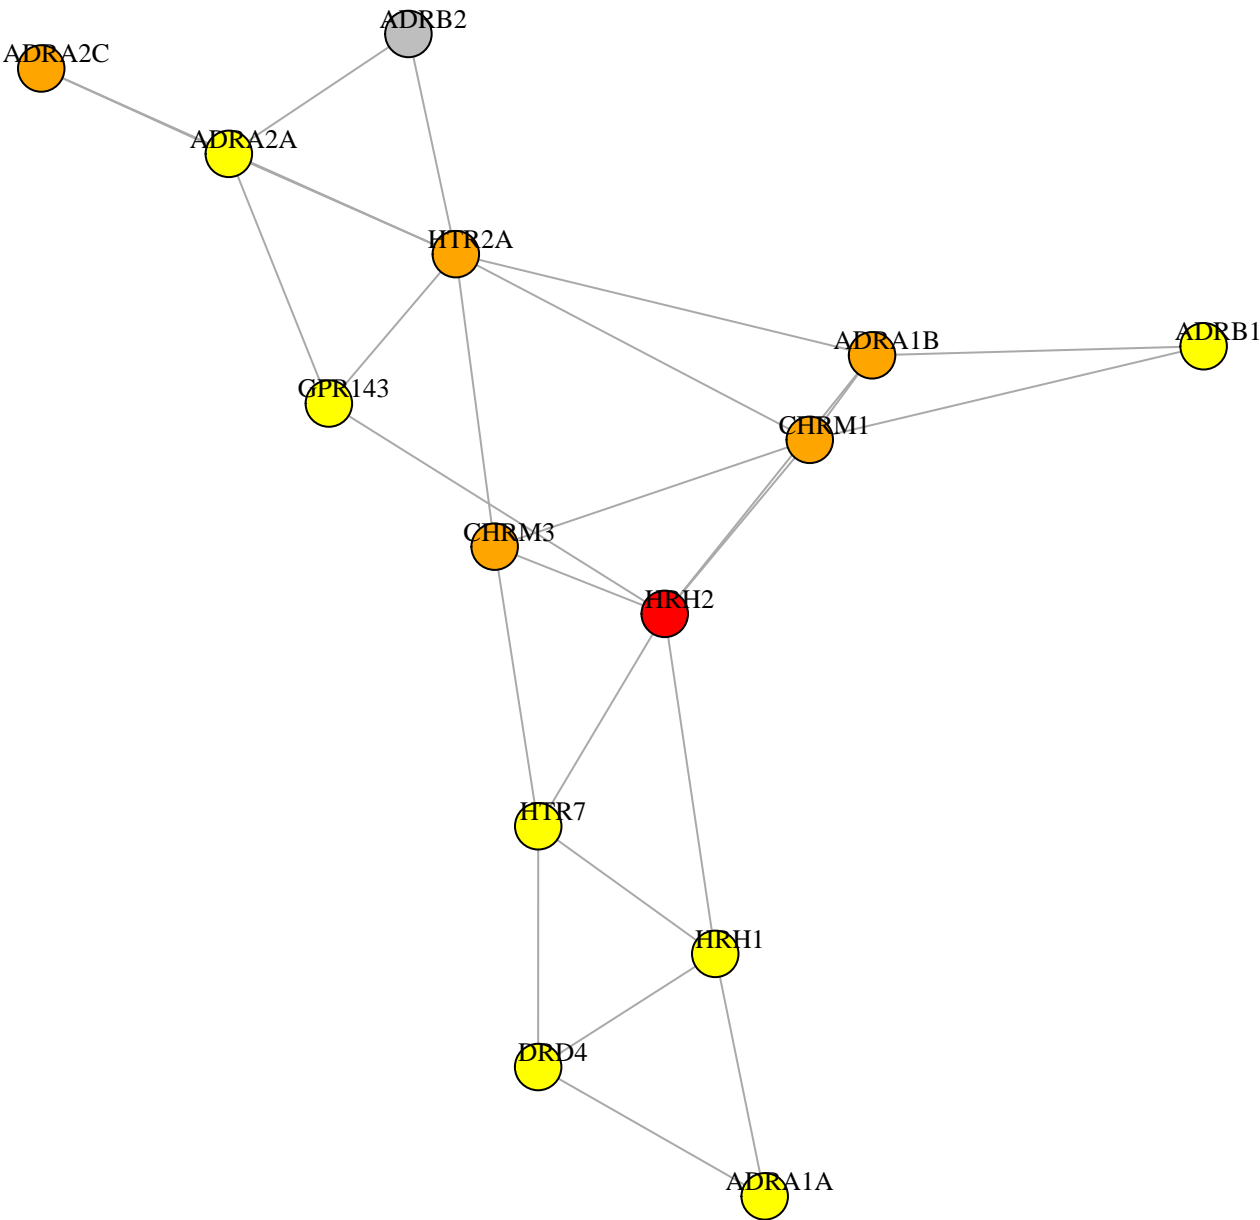 ADRB2
ADRA2C
ADRA2A
HTR2A
ADRB1
ADRA1B
GPR143
CHRM1
CHRM3
HRH2
HTR7
HRH1
DRD4
ADRA1A